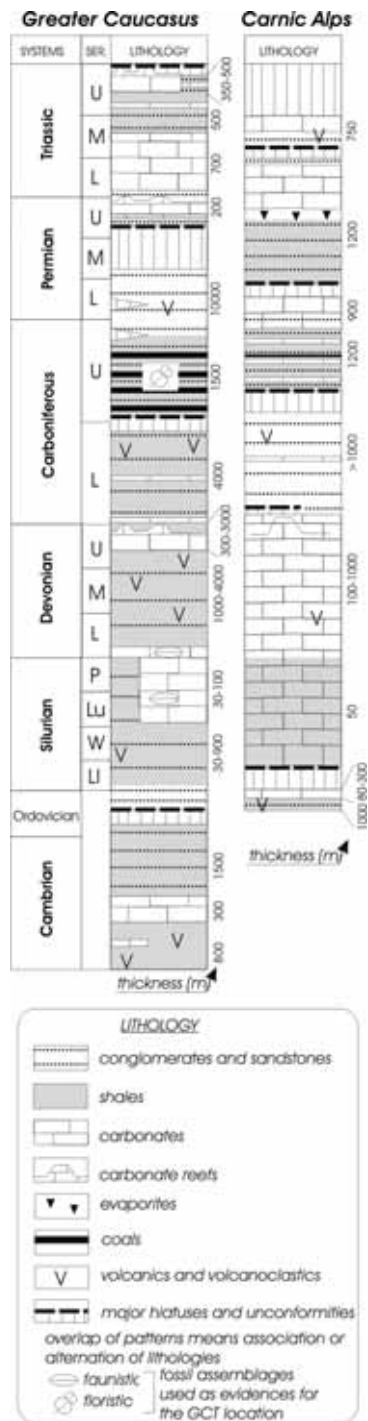 Greater Caucasus
Carnic Alps
SYSTEMS
SER.
LITHOLOGY
LITHOLOGY
Triassic
U
M
L
Permian
U
M
L
Carboniferous
U
L
Devonian
U
M
L
Silurian
P
Lu
W
Ll
Ordovician
Cambrian
350-500
500
700
200
10000
1500
4000
300-3000
1000-4000
30-100
30-900
1500
300
800
thickness (m)
750
1200
900
1200
>1000
100-1000
50
60-300
1000
thickness (m)
LITHOLOGY
conglomerates and sandstones
shales
carbonates
carbonate reefs
evaporites
coals
V volcanics and volcanoclastics
major hiatuses and unconformities
overlap of patterns means association or
alternation of lithologies
faunistic
floristic
fossil assemblages
used as evidences for
the GCT location